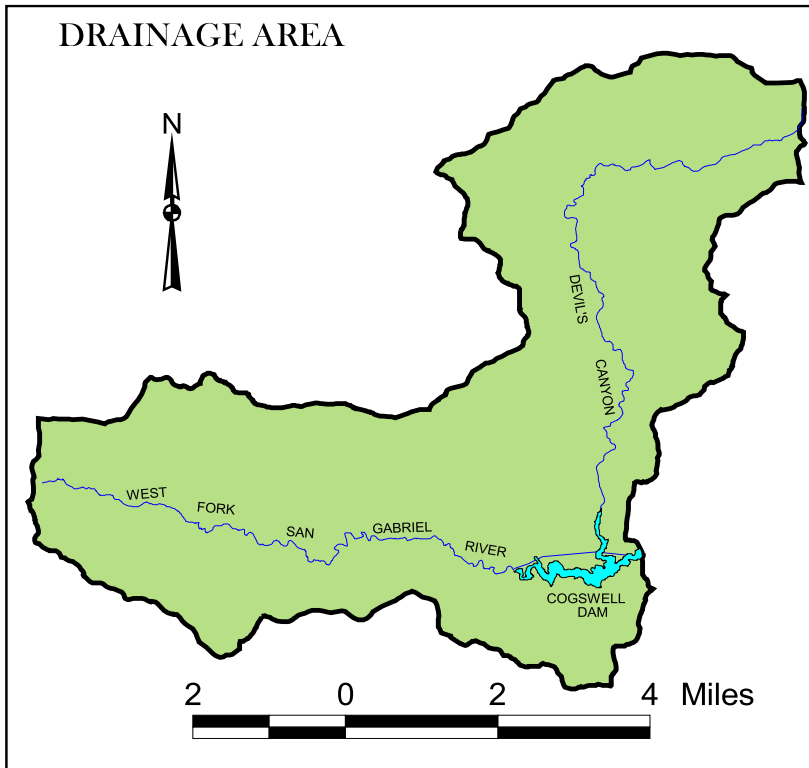 DRAINAGE AREA
N
DEVIL'S
CANYON
WEST FORK SAN GABRIEL RIVER
COGSWELL
DAM
2 0 2 4 Miles